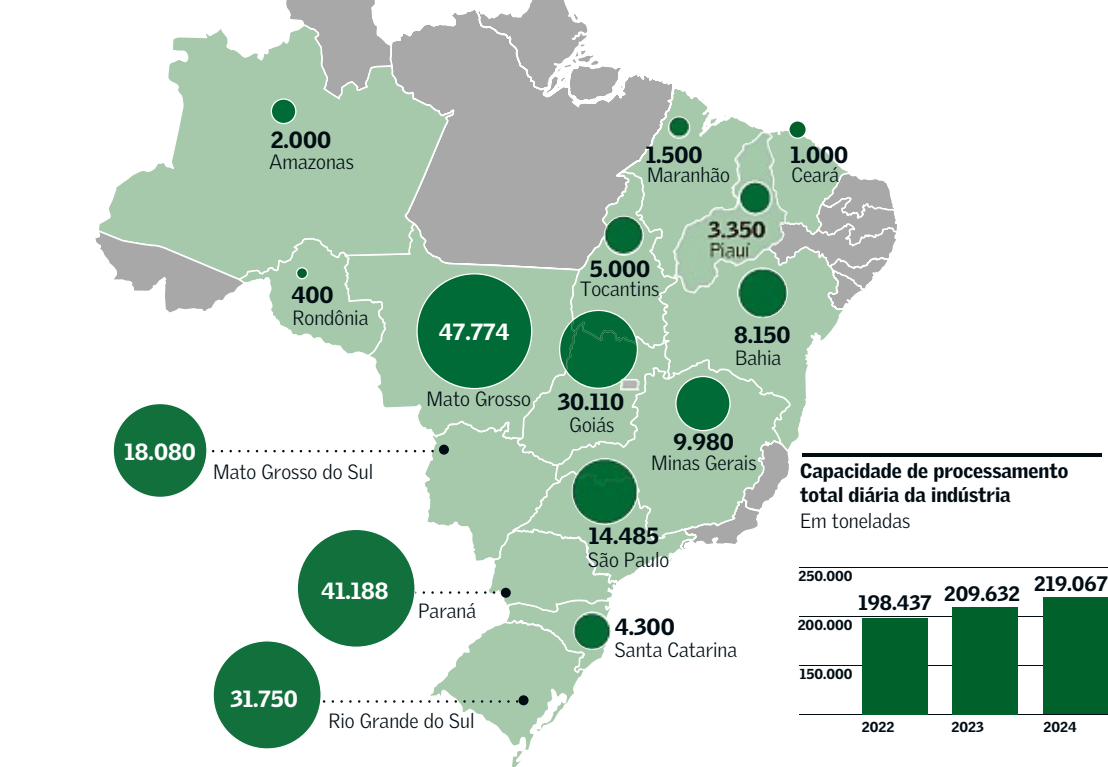 2.000
Amazonas
1.500
Maranhão
1.000
Ceará
3.350
Piauí
5.000
Tocantins
400
Rondônia
47.774
Mato Grosso
30.110
Goiás
8.150
Bahia
9.980
Minas Gerais
18.080
Mato Grosso do Sul
14.485
São Paulo
41.188
Paraná
4.300
Santa Catarina
31.750
Rio Grande do Sul
Capacidade de processamento
total diária da indústria
Em toneladas
250.000
200.000
150.000
198.437
209.632
219.067
2022
2023
2024